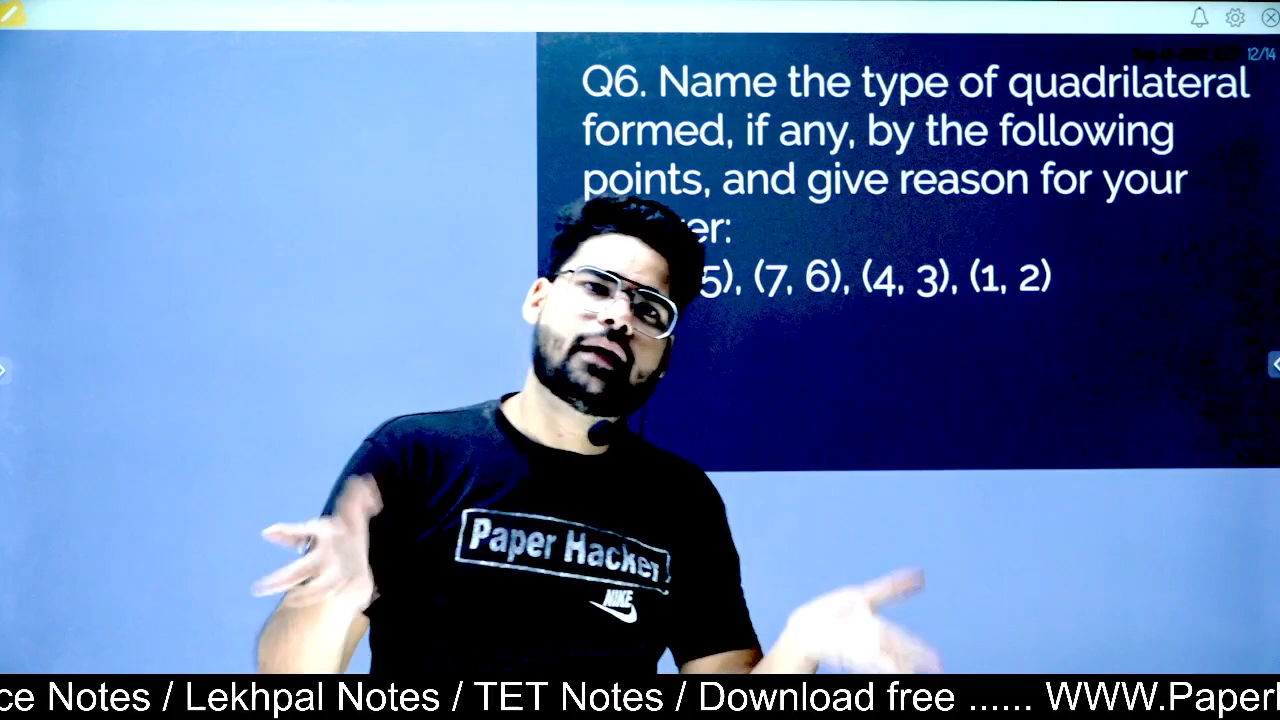 12/14
Q6. Name the type of quadrilateral
formed, if any, by the following
points, and give reason for your
er:
5), (7, 6), (4, 3), (1, 2)
Paper Hacker
NIKE
ce Notes / Lekhpal Notes / TET Notes / Download free ...... WWW.Paper